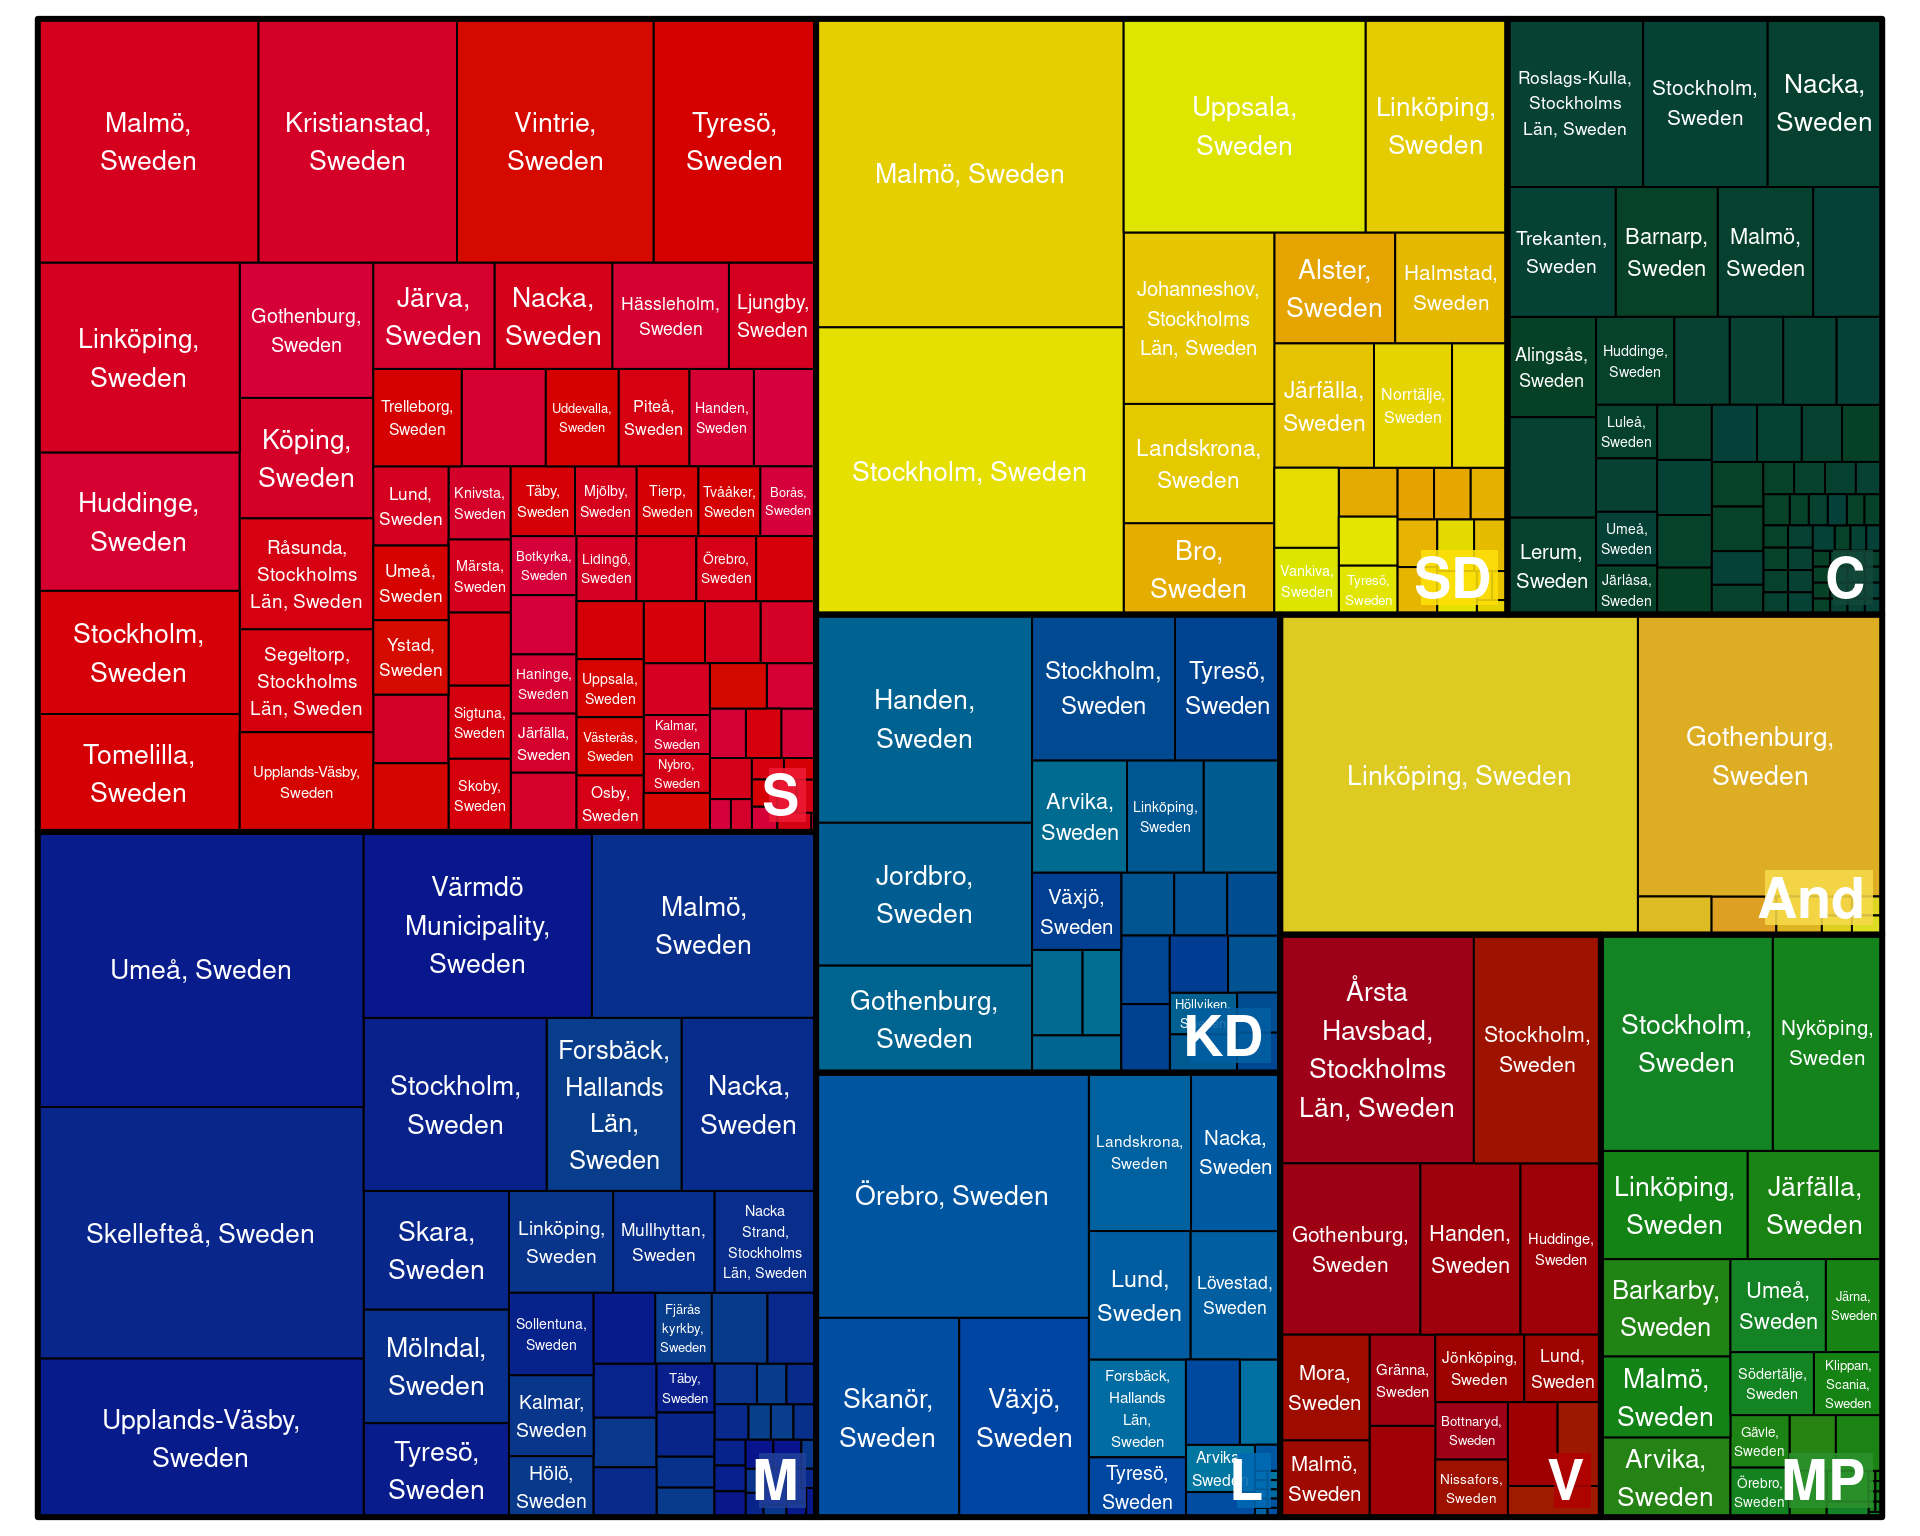 Malmö,
Sweden
Kristianstad,
Sweden
Vintrie,
Sweden
Tyresö,
Sweden
Linköping,
Sweden
Gothenburg,
Sweden
Järva,
Sweden
Nacka,
Sweden
Hässleholm,
Sweden
Ljungby,
Sweden
Trelleborg,
Sweden
Uddevalla,
Sweden
Piteå,
Sweden
Handen,
Sweden
Köping,
Sweden
Huddinge,
Sweden
Lund,
Sweden
Knivsta,
Sweden
Täby,
Sweden
Mjölby,
Sweden
Tierp,
Sweden
Tvååker,
Sweden
Borås,
Sweden
Råsunda,
Stockholms
Län, Sweden
Umeå,
Sweden
Märsta,
Sweden
Botkyrka,
Sweden
Lidingö,
Sweden
Örebro,
Sweden
Stockholm,
Sweden
Segeltorp,
Stockholms
Län, Sweden
Ystad,
Sweden
Haninge,
Sweden
Uppsala,
Sweden
Sigtuna,
Sweden
Järfälla,
Sweden
Västerås,
Sweden
Kalmar,
Sweden
Nybro,
Sweden
Tomelilla,
Sweden
Upplands-Väsby,
Sweden
Skoby,
Sweden
Osby,
Sweden
S
Malmö, Sweden
Uppsala,
Sweden
Linköping,
Sweden
Stockholm, Sweden
Johanneshov,
Stockholms
Län, Sweden
Alster,
Sweden
Halmstad,
Sweden
Järfälla,
Sweden
Norrtälje,
Sweden
Landskrona,
Sweden
Bro,
Sweden
Vankiva,
Sweden
Tyresö,
Sweden
SD
Roslags-Kulla,
Stockholms
Län, Sweden
Stockholm,
Sweden
Nacka,
Sweden
Trekanten,
Sweden
Barnarp,
Sweden
Malmö,
Sweden
Alingsås,
Sweden
Huddinge,
Sweden
Luleå,
Sweden
Lerum,
Sweden
Umeå,
Sweden
Järlåsa,
Sweden
C
Umeå, Sweden
Värmdö
Municipality,
Sweden
Malmö,
Sweden
Skellefteå, Sweden
Stockholm,
Sweden
Forsbäck,
Hallands
Län,
Sweden
Nacka,
Sweden
Skara,
Sweden
Linköping,
Sweden
Mullhyttan,
Sweden
Nacka
Strand,
Stockholms
Län, Sweden
Sollentuna,
Sweden
Fjärås
kyrkby,
Sweden
Mölndal,
Sweden
Kalmar,
Sweden
Täby,
Sweden
Upplands-Väsby,
Sweden
Tyresö,
Sweden
Hölö,
Sweden
M
Handen,
Sweden
Stockholm,
Sweden
Tyresö,
Sweden
Arvika,
Sweden
Linköping,
Sweden
Jordbro,
Sweden
Växjö,
Sweden
Gothenburg,
Sweden
Höllviken,
KD
Örebro, Sweden
Landskrona,
Sweden
Nacka,
Sweden
Lund,
Sweden
Lövestad,
Sweden
Skanör,
Sweden
Växjö,
Sweden
Forsbäck,
Hallands
Län,
Sweden
Arvika,
Sweden
Tyresö,
Sweden
L
Linköping, Sweden
Gothenburg,
Sweden
And
Årsta
Havsbad,
Stockholms
Län, Sweden
Stockholm,
Sweden
Gothenburg,
Sweden
Handen,
Sweden
Huddinge,
Sweden
Mora,
Sweden
Gränna,
Sweden
Jönköping,
Sweden
Lund,
Sweden
Bottnaryd,
Sweden
Malmö,
Sweden
Nissafors,
Sweden
V
Stockholm,
Sweden
Nyköping,
Sweden
Linköping,
Sweden
Järfälla,
Sweden
Barkarby,
Sweden
Umeå,
Sweden
Järna,
Sweden
Malmö,
Sweden
Södertälje,
Sweden
Klippan,
Scania,
Sweden
Gävle,
Sweden
Arvika,
Sweden
Örebro,
Sweden
MP